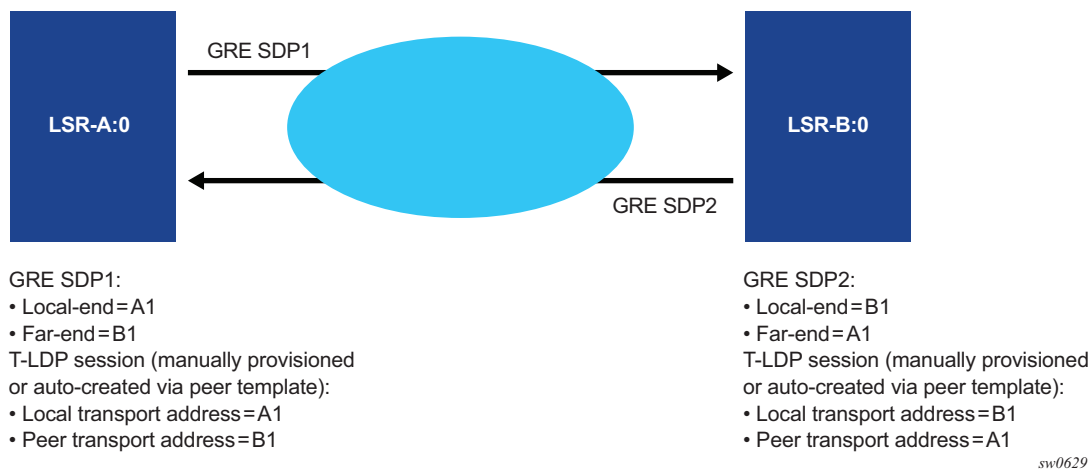 GRE SDP1
LSR-A:0
LSR-B:0
GRE SDP2
GRE SDP1:
• Local-end=A1
• Far-end=B1
T-LDP session (manually provisioned
or auto-created via peer template):
• Local transport address=A1
• Peer transport address=B1
GRE SDP2:
• Local-end=B1
• Far-end=A1
T-LDP session (manually provisioned
or auto-created via peer template):
• Local transport address=B1
• Peer transport address=A1
sw0629